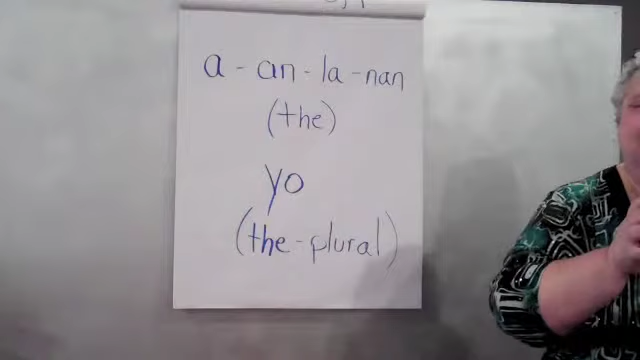 a - an - la - nan
(the)
yo
(the - plural)